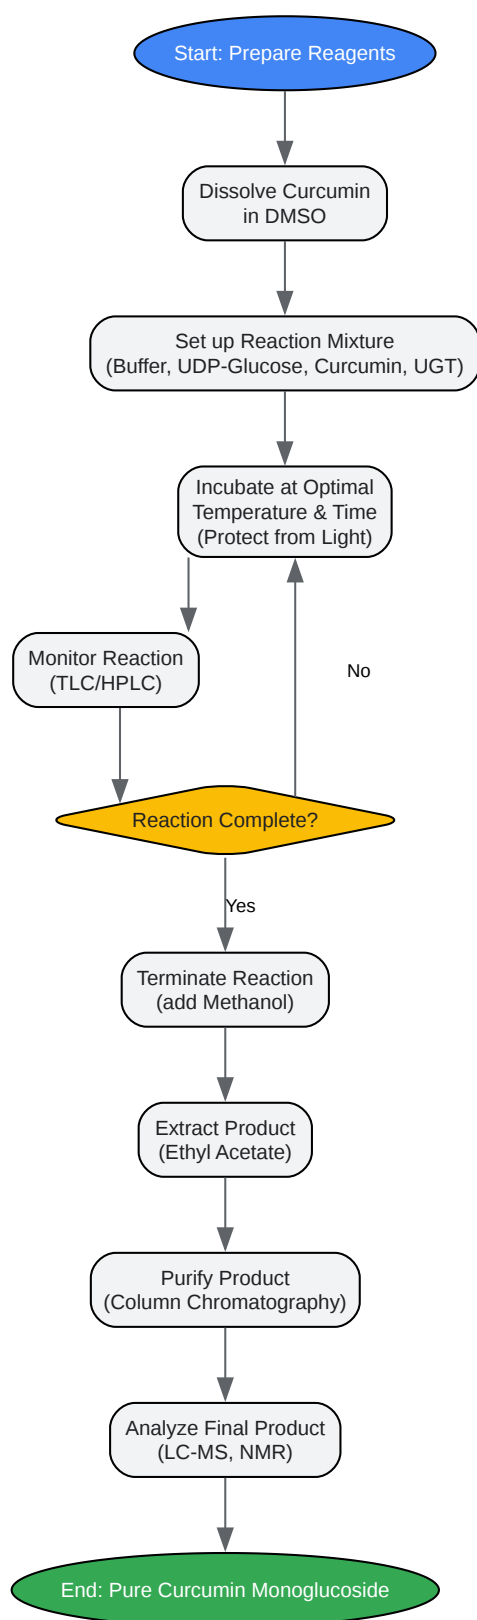 Start: Prepare Reagents
Dissolve Curcumin
in DMSO
Set up Reaction Mixture
(Buffer, UDP-Glucose, Curcumin, UGT)
Incubate at Optimal
Temperature & Time
(Protect from Light)
Monitor Reaction
(TLC/HPLC)
No
Reaction Complete?
Yes
Terminate Reaction
(add Methanol)
Extract Product
(Ethyl Acetate)
Purify Product
(Column Chromatography)
Analyze Final Product
(LC-MS, NMR)
End: Pure Curcumin Monoglucoside